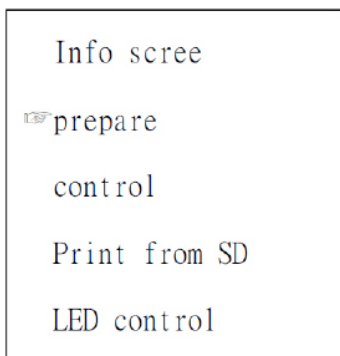 Info scree
prepare
control
Print from SD
LED control